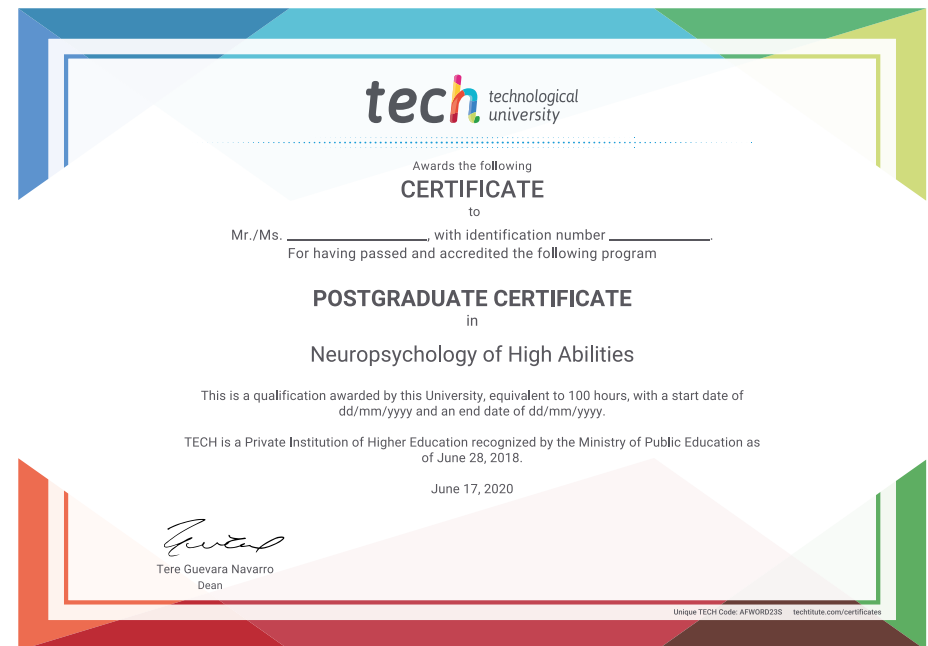 tech technological
university
Awards the following
CERTIFICATE
to
Mr./Ms. ____________________, with identification number ______________.
For having passed and accredited the following program
POSTGRADUATE CERTIFICATE
in
Neuropsychology of High Abilities
This is a qualification awarded by this University, equivalent to 100 hours, with a start date of
dd/mm/yyyy and an end date of dd/mm/yyyy.
TECH is a Private Institution of Higher Education recognized by the Ministry of Public Education as
of June 28, 2018.
June 17, 2020
Tere Guevara Navarro
Dean
Unique TECH Code: AFWORD23S techtitute.com/certificates